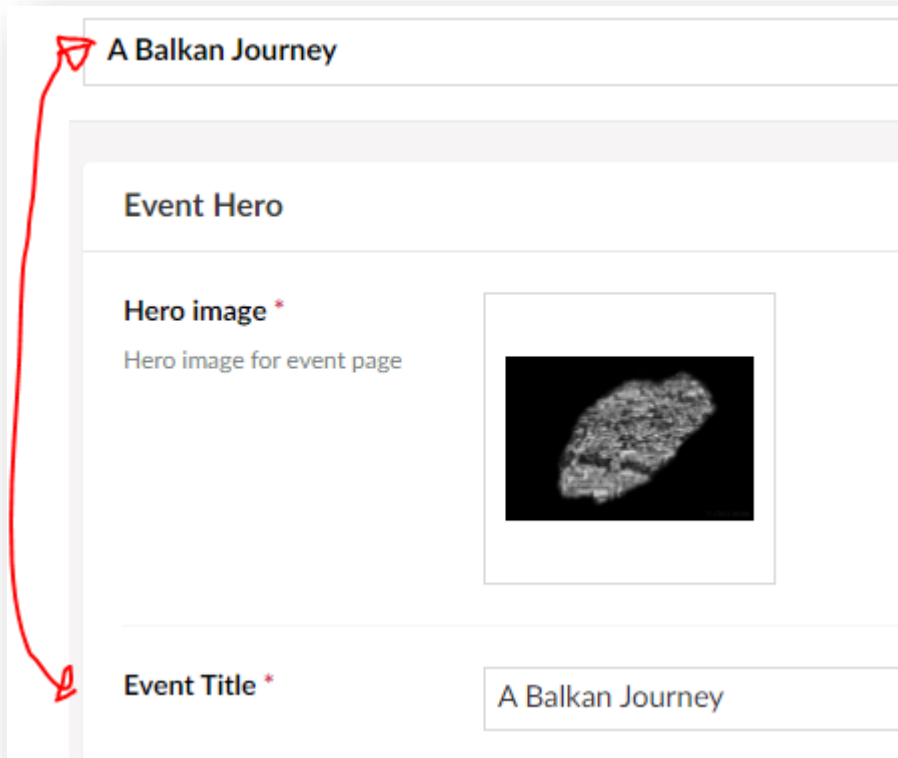 A Balkan Journey
Event Hero
Hero image *
Hero image for event page
Event Title *
A Balkan Journey